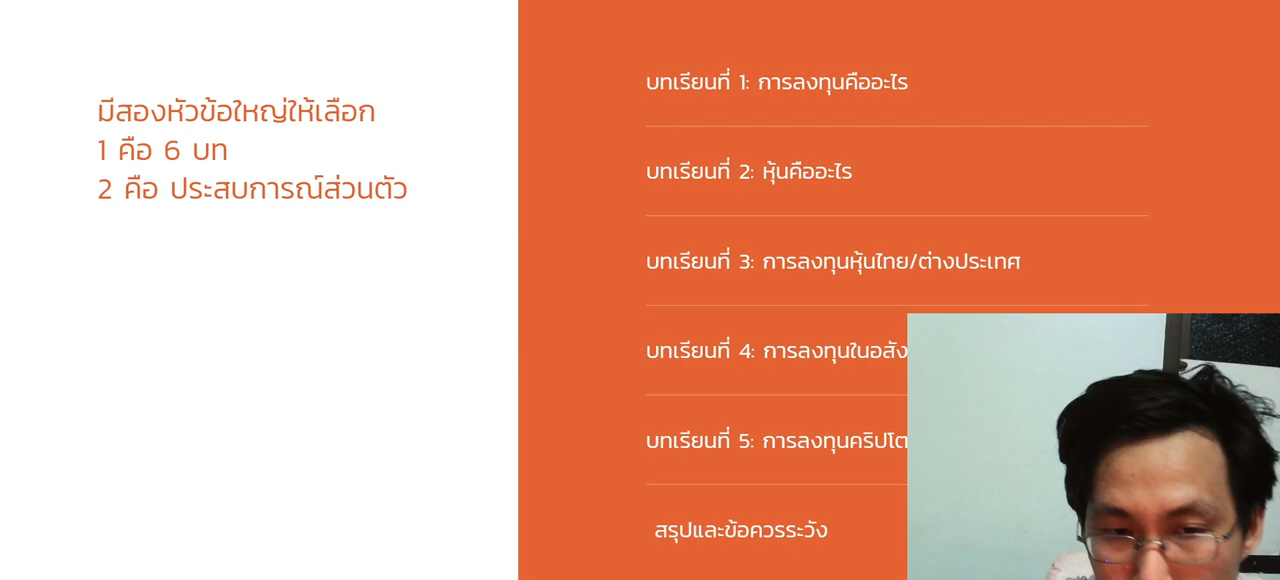 มีสองหัวข้อใหญ่ให้เลือก
1 คือ 6 บท
2 คือ ประสบการณ์ส่วนตัว
บทเรียนที่ 1: การลงทุนคืออะไร
บทเรียนที่ 2: หุ้นคืออะไร
บทเรียนที่ 3: การลงทุนหุ้นไทย/ต่างประเทศ
บทเรียนที่ 4: การลงทุนในอสัง
บทเรียนที่ 5: การลงทุนคริปโต
สรุปและข้อควรระวัง